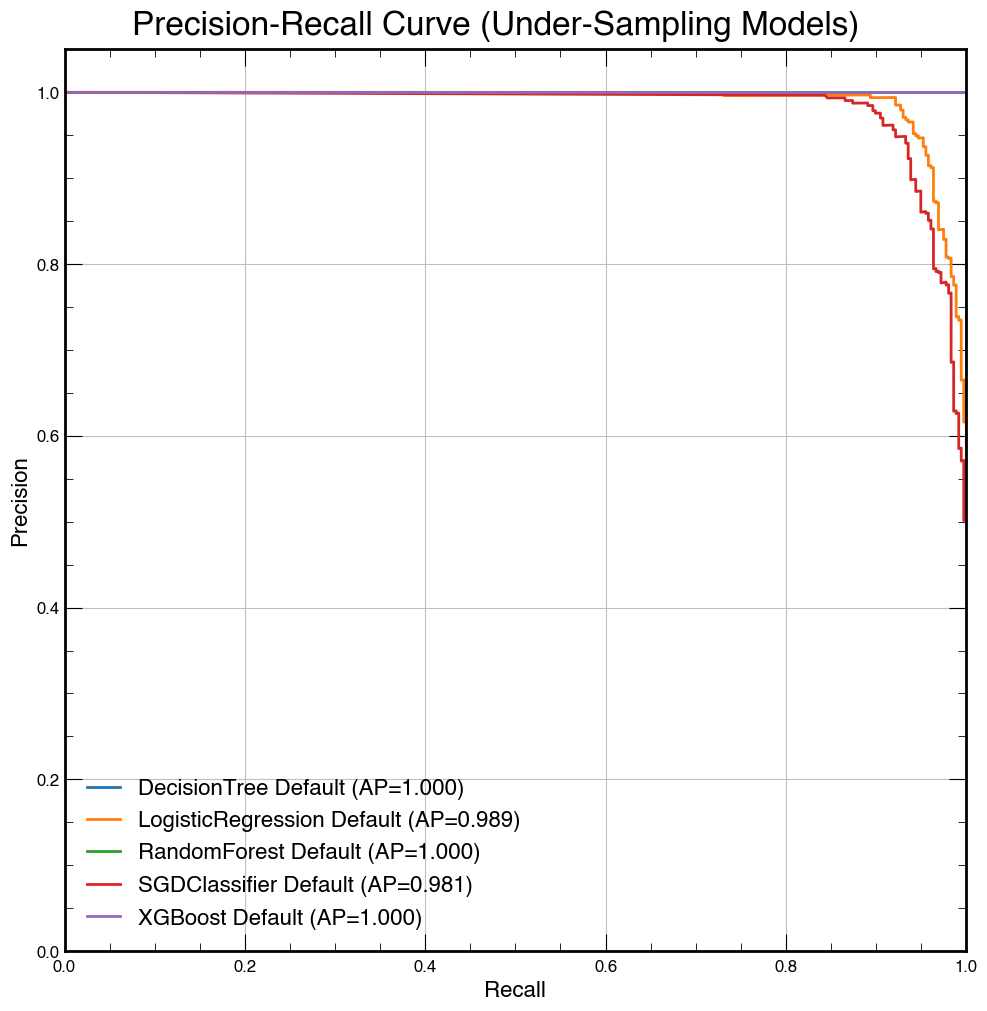 Precision-Recall Curve (Under-Sampling Models)
1.0
0.8
0.6
0.4
0.2
0.0
Precision
DecisionTree Default (AP=1.000)
LogisticRegression Default (AP=0.989)
RandomForest Default (AP=1.000)
SGDClassifier Default (AP=0.981)
XGBoost Default (AP=1.000)
0.0 0.2 0.4 0.6 0.8 1.0
Recall